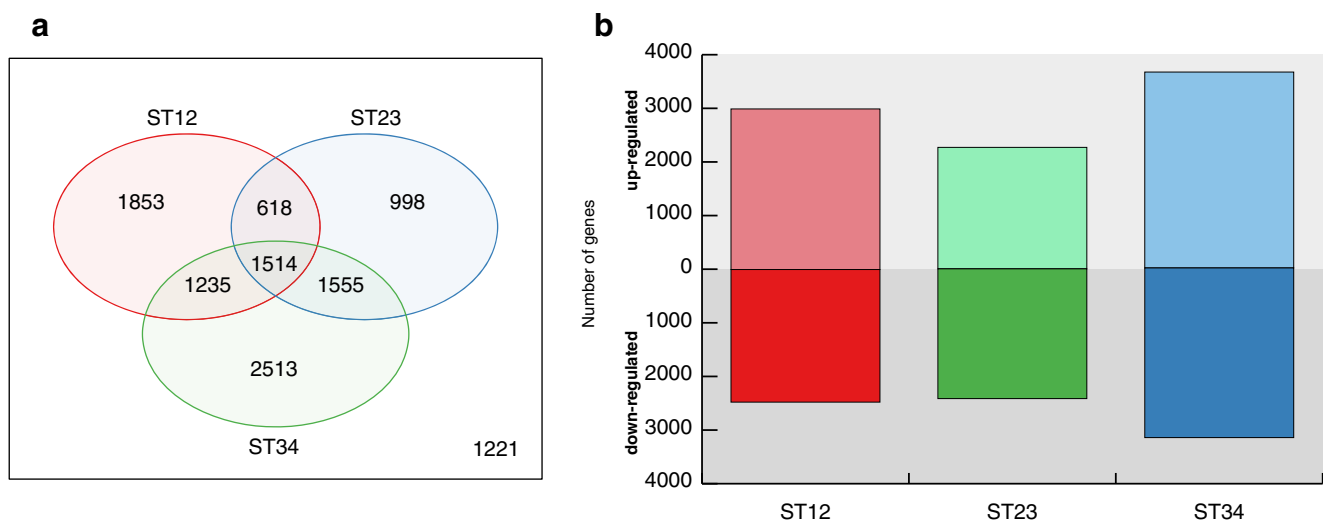 a
ST12
ST23
1853
618
998
1514
1235
1555
2513
ST34
1221
b
Number of genes
up-regulated
down-regulated
4000
3000
2000
1000
0
1000
2000
3000
4000
ST12
ST23
ST34